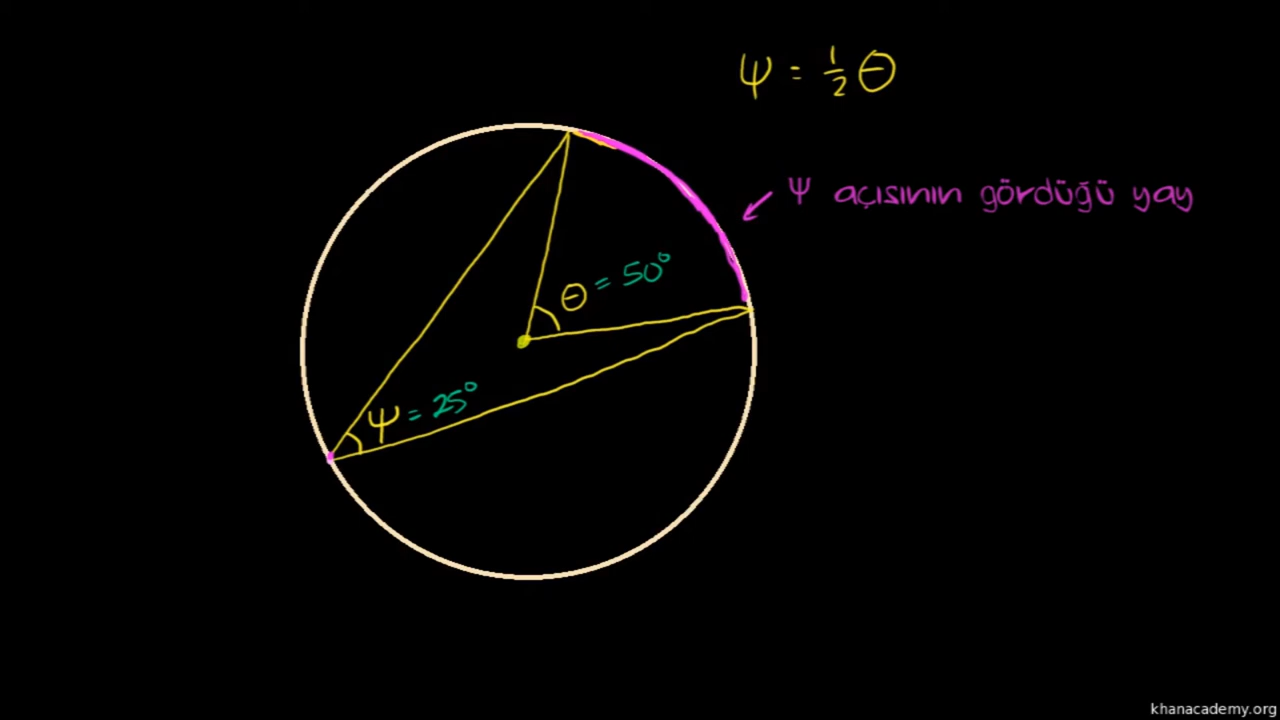 Ψ = 1/2 Θ
Ψ açısının gördüğü yay
Θ = 50°
Ψ = 25°
khanacademy.org